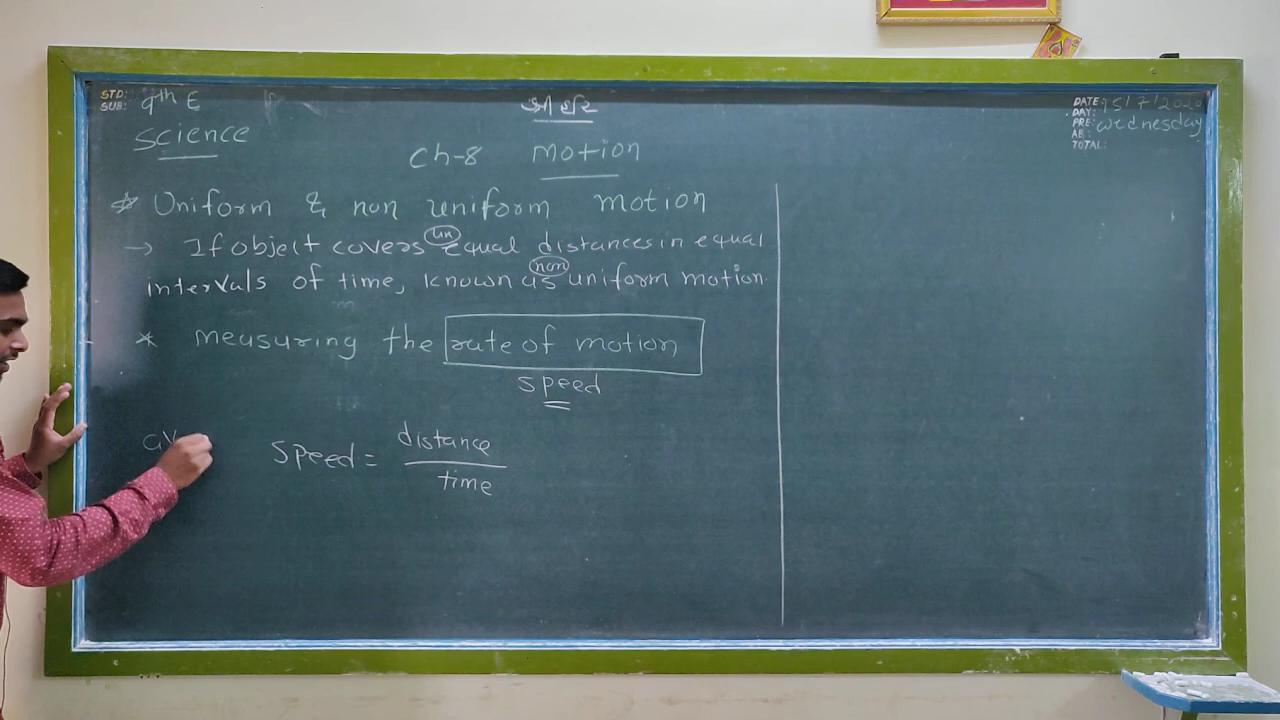 STD: 9th E
SUB: Science
શ્રી હરિ
DATE: 15/7/2020
DAY:
PRE: wednesday
AB:
TOTAL:
Ch-8 Motion
* Uniform & non uniform motion
→ If object covers (un) equal distances in equal
intervals of time, known as (non) uniform motion.
* Measuring the rate of motion
speed
av
speed = distance
time